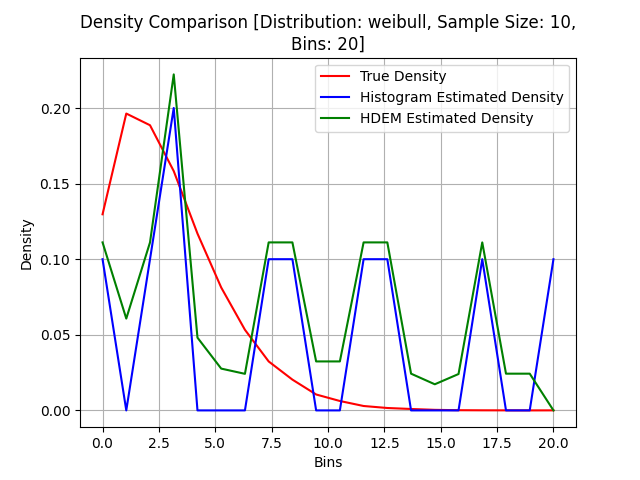 Density Comparison [Distribution: weibull, Sample Size: 10,
Bins: 20]
True Density
Histogram Estimated Density
HDEM Estimated Density
Density
0.20
0.15
0.10
0.05
0.00
0.0 2.5 5.0 7.5 10.0 12.5 15.0 17.5 20.0
Bins